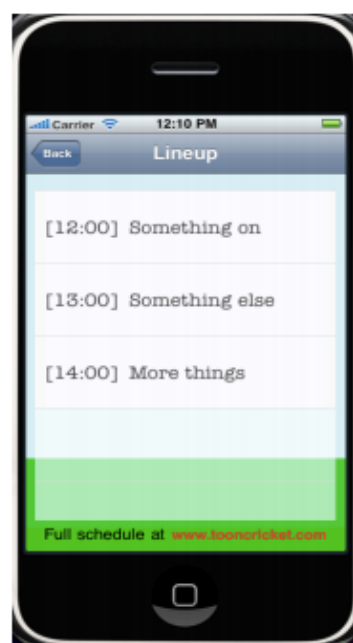 Carrier 12:10 PM
Back Lineup
[12:00] Something on
[13:00] Something else
[14:00] More things
Full schedule at www.tooncricket.com